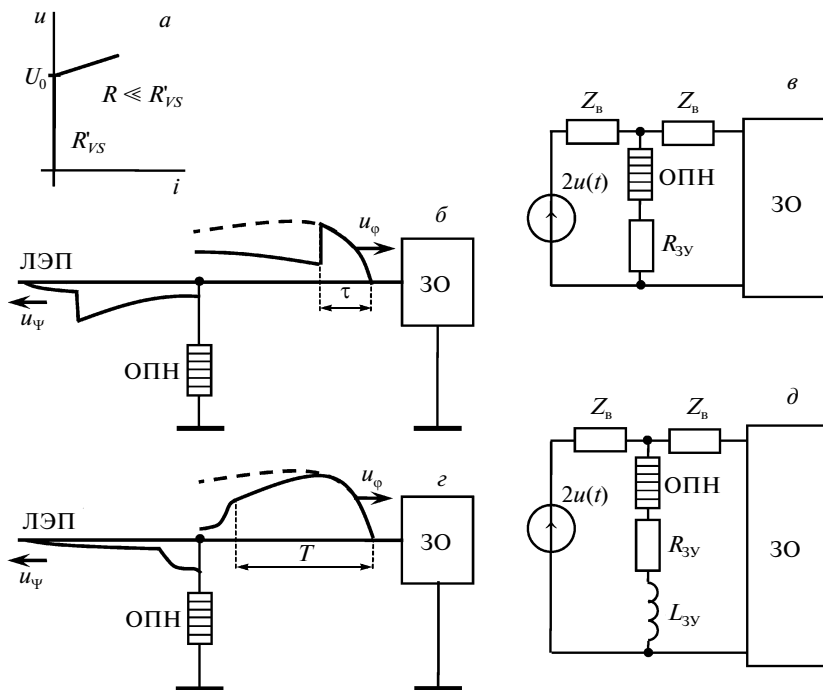 u
а
U₀
R ≪ R'VS
R'VS
i
uφ
б
ЛЭП
τ
ЗО
uΨ
ОПН
Zв
Zв
в
2u(t)
ОПН
RЗУ
ЗО
uφ
г
ЛЭП
T
ЗО
uΨ
ОПН
Zв
Zв
д
2u(t)
ОПН
RЗУ
LЗУ
ЗО